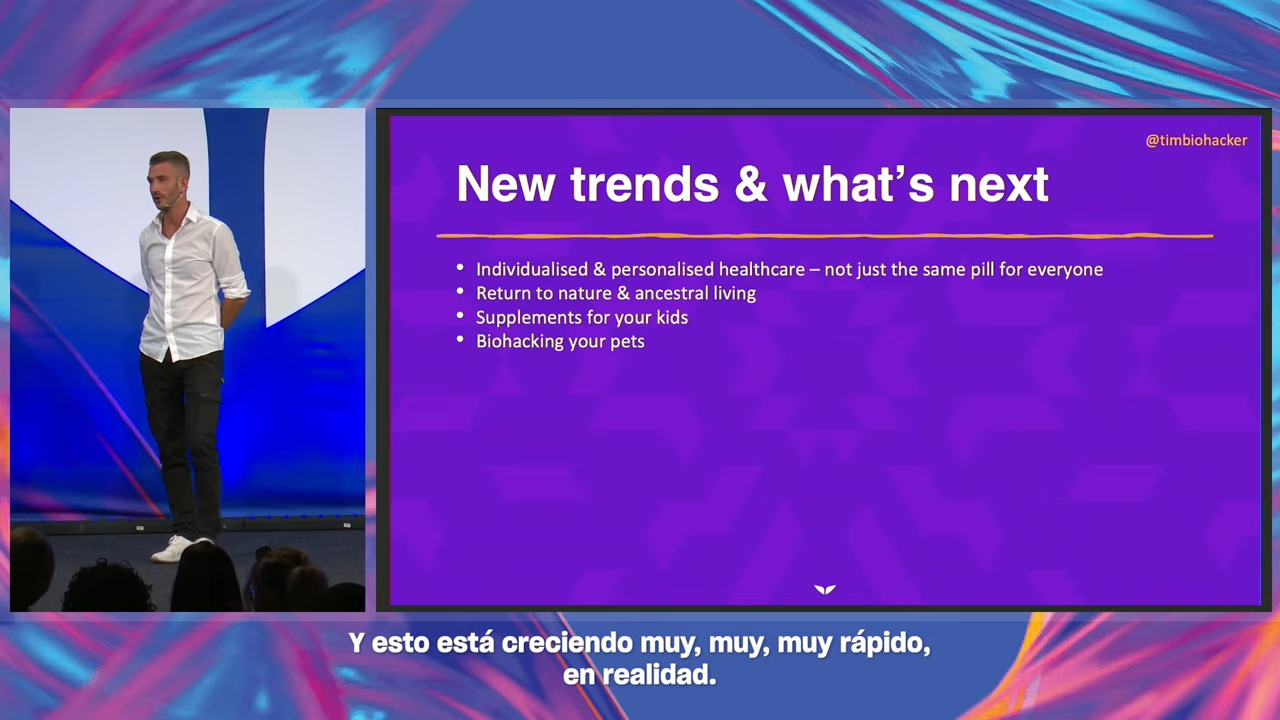 @timbiohacker
New trends & what’s next
• Individualised & personalised healthcare – not just the same pill for everyone
• Return to nature & ancestral living
• Supplements for your kids
• Biohacking your pets
Y esto está creciendo muy, muy, muy rápido,
en realidad.